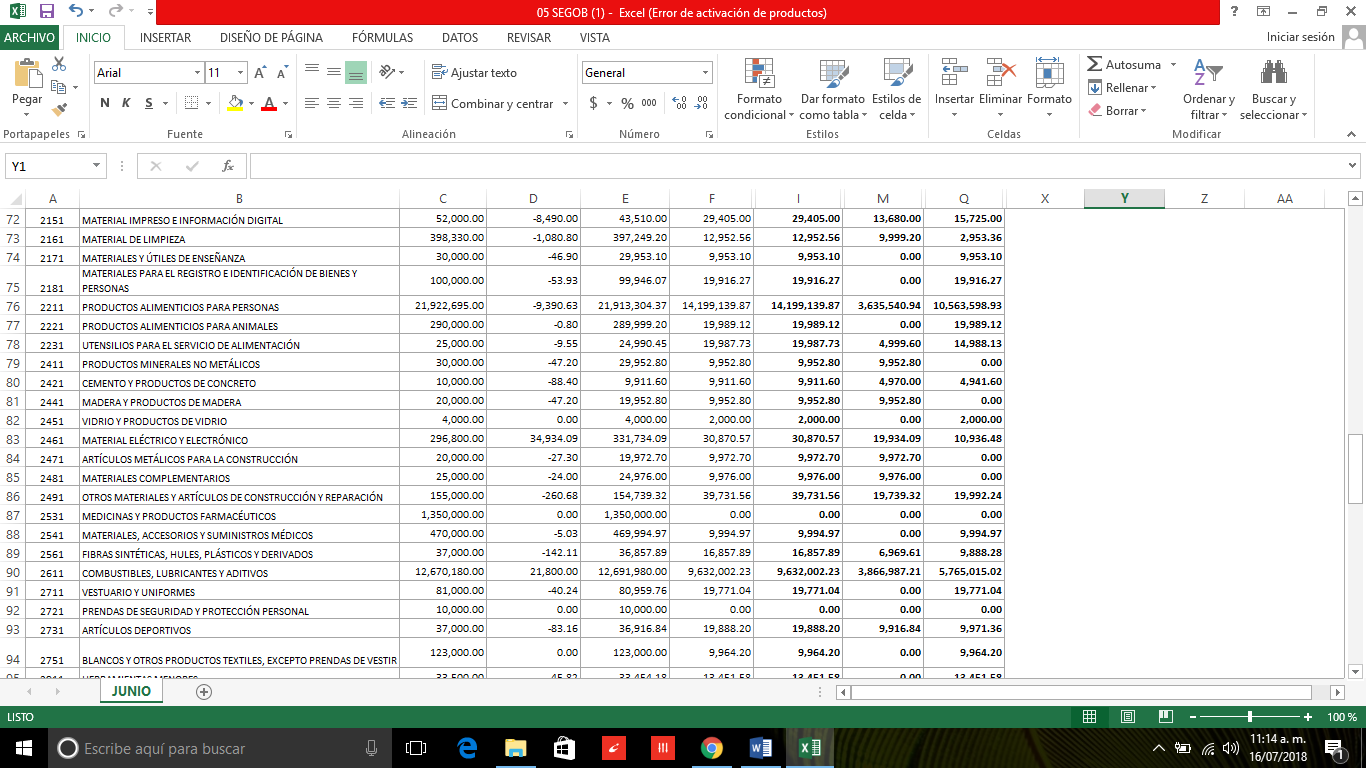 05 SEGOB (1) - Excel (Error de activación de productos)
ARCHIVO INICIO INSERTAR DISEÑO DE PÁGINA FÓRMULAS DATOS REVISAR VISTA Iniciar sesión
Arial 11 Ajustar texto General Autosuma
Pegar Rellenar
N K S Combinar y centrar $ % 000 Formato condicional Dar formato como tabla Estilos de celda Insertar Eliminar Formato Borrar Ordenar y filtrar Buscar y seleccionar
Portapapeles Fuente Alineación Número Estilos Celdas Modificar
Y1 fx
A B C D E F I M Q X Y Z AA
72 2151 MATERIAL IMPRESO E INFORMACIÓN DIGITAL 52,000.00 -8,490.00 43,510.00 29,405.00 29,405.00 13,680.00 15,725.00
73 2161 MATERIAL DE LIMPIEZA 398,330.00 -1,080.80 397,249.20 12,952.56 12,952.56 9,999.20 2,953.36
74 2171 MATERIALES Y ÚTILES DE ENSEÑANZA 30,000.00 -46.90 29,953.10 9,953.10 9,953.10 0.00 9,953.10
75 2181 MATERIALES PARA EL REGISTRO E IDENTIFICACIÓN DE BIENES Y
PERSONAS 100,000.00 -53.93 99,946.07 19,916.27 19,916.27 0.00 19,916.27
76 2211 PRODUCTOS ALIMENTICIOS PARA PERSONAS 21,922,695.00 -9,390.63 21,913,304.37 14,199,139.87 14,199,139.87 3,635,540.94 10,563,598.93
77 2221 PRODUCTOS ALIMENTICIOS PARA ANIMALES 290,000.00 -0.80 289,999.20 19,989.12 19,989.12 0.00 19,989.12
78 2231 UTENSILIOS PARA EL SERVICIO DE ALIMENTACIÓN 25,000.00 -9.55 24,990.45 19,987.73 19,987.73 4,999.60 14,988.13
79 2411 PRODUCTOS MINERALES NO METÁLICOS 30,000.00 -47.20 29,952.80 9,952.80 9,952.80 9,952.80 0.00
80 2421 CEMENTO Y PRODUCTOS DE CONCRETO 10,000.00 -88.40 9,911.60 9,911.60 9,911.60 4,970.00 4,941.60
81 2441 MADERA Y PRODUCTOS DE MADERA 20,000.00 -47.20 19,952.80 9,952.80 9,952.80 9,952.80 0.00
82 2451 VIDRIO Y PRODUCTOS DE VIDRIO 4,000.00 0.00 4,000.00 2,000.00 2,000.00 0.00 2,000.00
83 2461 MATERIAL ELÉCTRICO Y ELECTRÓNICO 296,800.00 34,934.09 331,734.09 30,870.57 30,870.57 19,934.09 10,936.48
84 2471 ARTÍCULOS METÁLICOS PARA LA CONSTRUCCIÓN 20,000.00 -27.30 19,972.70 9,972.70 9,972.70 9,972.70 0.00
85 2481 MATERIALES COMPLEMENTARIOS 25,000.00 -24.00 24,976.00 9,976.00 9,976.00 9,976.00 0.00
86 2491 OTROS MATERIALES Y ARTÍCULOS DE CONSTRUCCIÓN Y REPARACIÓN 155,000.00 -260.68 154,739.32 39,731.56 39,731.56 19,739.32 19,992.24
87 2531 MEDICINAS Y PRODUCTOS FARMACÉUTICOS 1,350,000.00 0.00 1,350,000.00 0.00 0.00 0.00 0.00
88 2541 MATERIALES, ACCESORIOS Y SUMINISTROS MÉDICOS 470,000.00 -5.03 469,994.97 9,994.97 9,994.97 0.00 9,994.97
89 2561 FIBRAS SINTÉTICAS, HULES, PLÁSTICOS Y DERIVADOS 37,000.00 -142.11 36,857.89 16,857.89 16,857.89 6,969.61 9,888.28
90 2611 COMBUSTIBLES, LUBRICANTES Y ADITIVOS 12,670,180.00 21,800.00 12,691,980.00 9,632,002.23 9,632,002.23 3,866,987.21 5,765,015.02
91 2711 VESTUARIO Y UNIFORMES 81,000.00 -40.24 80,959.76 19,771.04 19,771.04 0.00 19,771.04
92 2721 PRENDAS DE SEGURIDAD Y PROTECCIÓN PERSONAL 10,000.00 0.00 10,000.00 0.00 0.00 0.00 0.00
93 2731 ARTÍCULOS DEPORTIVOS 37,000.00 -83.16 36,916.84 19,888.20 19,888.20 9,916.84 9,971.36
94 2751 BLANCOS Y OTROS PRODUCTOS TEXTILES, EXCEPTO PRENDAS DE VESTIR 123,000.00 0.00 123,000.00 9,964.20 9,964.20 0.00 9,964.20
JUNIO
LISTO 100 %
Escribe aquí para buscar
11:14 a. m.
16/07/2018